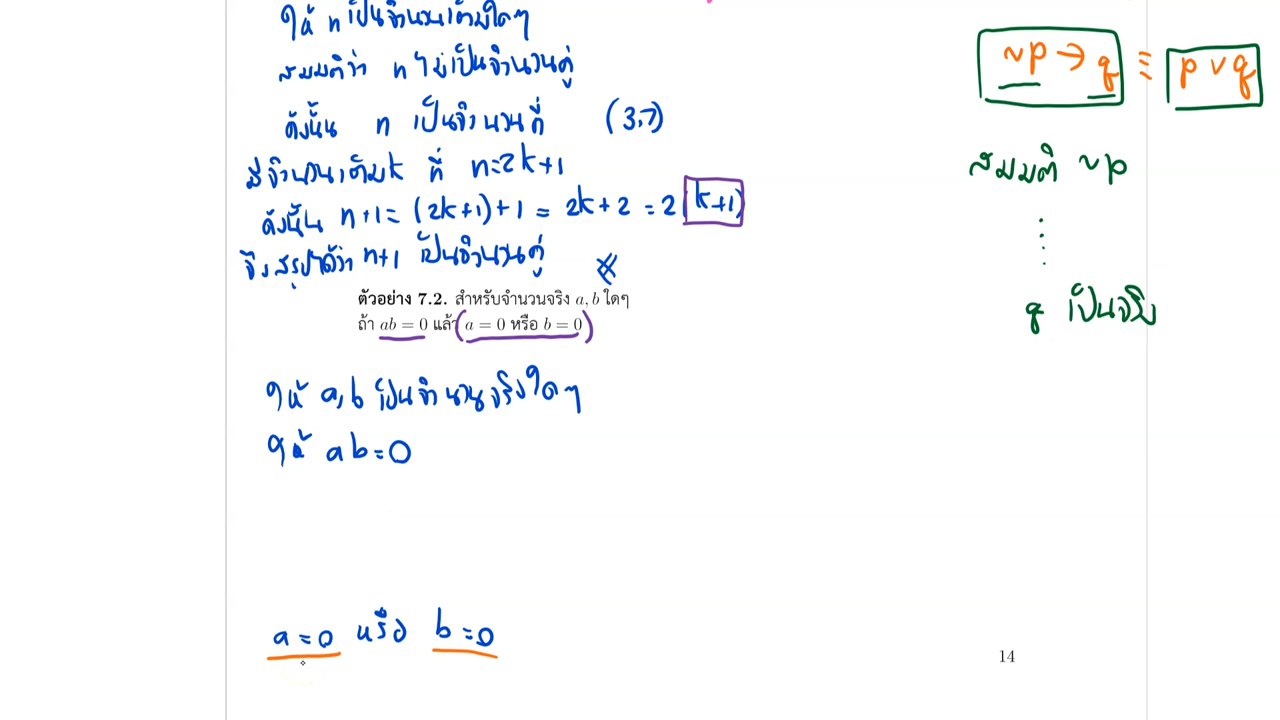 ให้ n เป็นจำนวนเต็มใดๆ
สมมติว่า n ไม่เป็นจำนวนคู่
ดังนั้น n เป็นจำนวนคี่ (3.7)
มีจำนวนเต็ม k ที่ n=2k+1
ดังนั้น n+1=(2k+1)+1 = 2k+2 = 2(k+1)
จึงสรุปได้ว่า n+1 เป็นจำนวนคู่ #
ตัวอย่าง 7.2. สำหรับจำนวนจริง a, b ใดๆ
ถ้า ab = 0 แล้ว (a = 0 หรือ b = 0)
ให้ a,b เป็นจำนวนจริงใดๆ
ให้ ab=0
a=0 หรือ b=0
~p → q ≡ p ∨ q
สมมติ ~p
⋮
q เป็นจริง
14